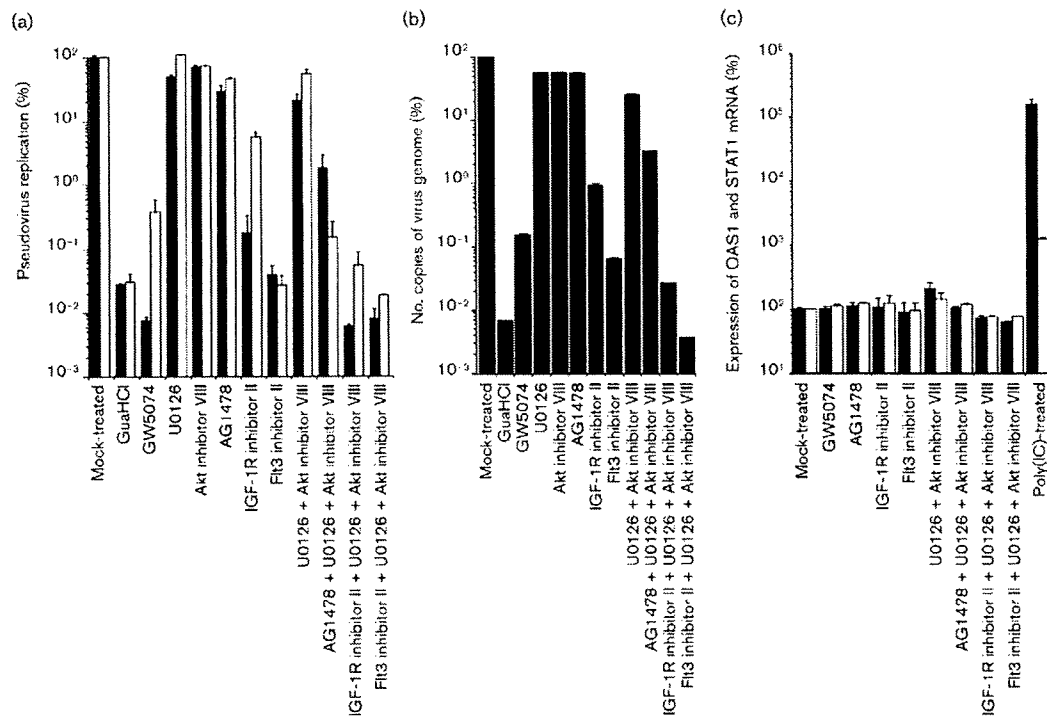 (a)
Pseudovirus replication (%)
10²
10¹
10⁰
10⁻¹
10⁻²
10⁻³
Mock-treated
GuaHCl
GW5074
U0126
Akt inhibitor VIII
AG1478
IGF-1R inhibitor II
Flt3 inhibitor II
U0126 + Akt inhibitor VIII
AG1478 + U0126 + Akt inhibitor VIII
IGF-1R inhibitor II + U0126 + Akt inhibitor VIII
Flt3 inhibitor II + U0126 + Akt inhibitor VIII
(b)
No. copies of virus genome (%)
10²
10¹
10⁰
10⁻¹
10⁻²
10⁻³
Mock-treated
GuaHCl
GW5074
U0126
Akt inhibitor VIII
AG1478
IGF-1R inhibitor II
Flt3 inhibitor II
U0126 + Akt inhibitor VIII
AG1478 + U0126 + Akt inhibitor VIII
IGF-1R inhibitor II + U0126 + Akt inhibitor VIII
Flt3 inhibitor II + U0126 + Akt inhibitor VIII
(c)
Expression of OAS1 and STAT1 mRNA (%)
10⁶
10⁵
10⁴
10³
10²
10¹
Mock-treated
GW5074
AG1478
IGF-1R inhibitor II
Flt3 inhibitor II
U0126 + Akt inhibitor VIII
AG1478 + U0126 + Akt inhibitor VIII
IGF-1R inhibitor II + U0126 + Akt inhibitor VIII
Flt3 inhibitor II + U0126 + Akt inhibitor VIII
Poly(IC)-treated